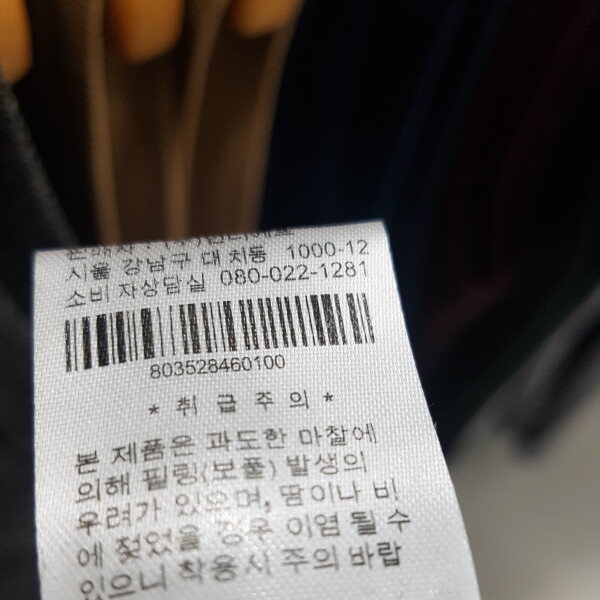 시울 강남구 대치동 1000-12
소비자상담실 080-022-1281
803528460100
* 취 급 주 의 *
본 제품은 과도한 마찰에
의해 필링(보풀) 발생의
우려가 있으며, 땀이나 비
에 젖었을 경우 이염 될 수
있으니 착용시 주의 바랍